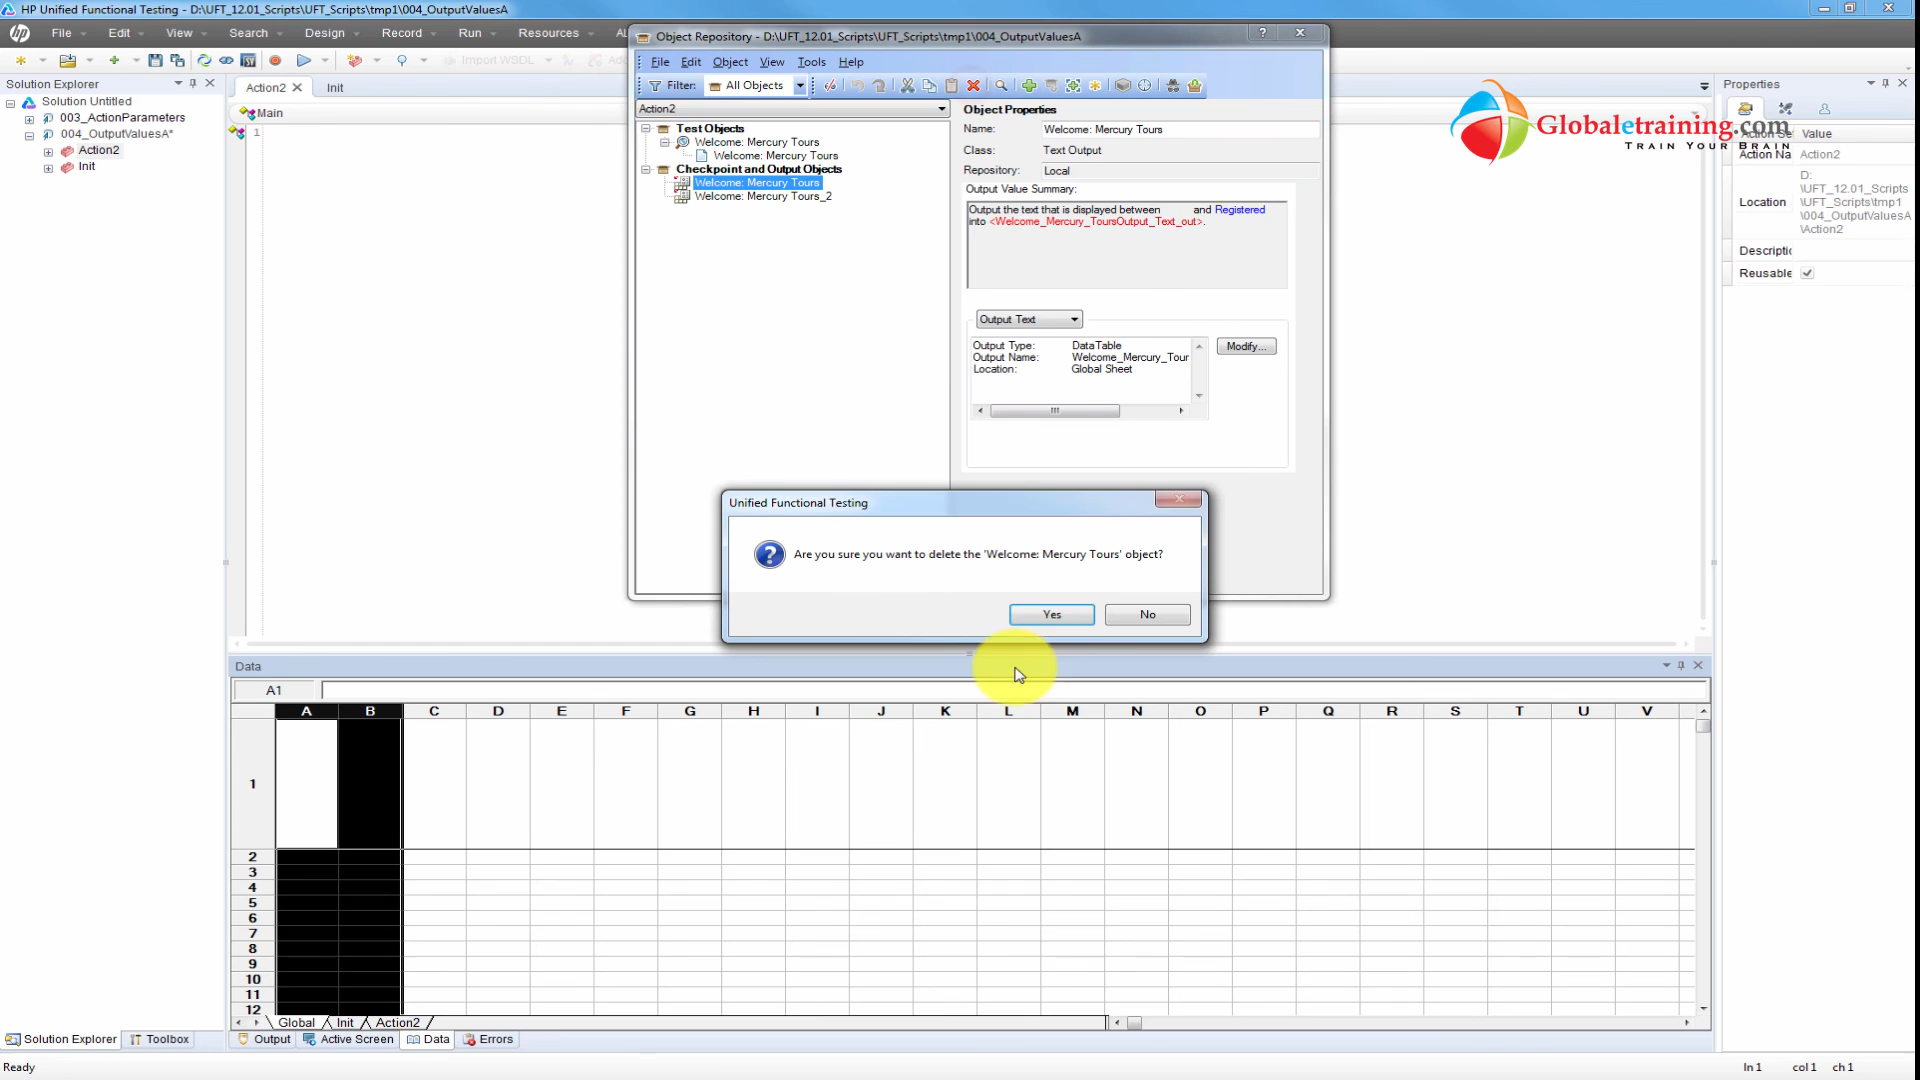 HP Unified Functional Testing - D:\UFT_12.01_Scripts\UFT_Scripts\tmp1\004_OutputValuesA
hp File Edit View Search Design Record Run Resources AL
Import WSDL Add
Solution Explorer
Solution Untitled
003_ActionParameters
004_OutputValuesA*
Action2
Init
Action2 Init
Main
1
Object Repository - D:\UFT_12.01_Scripts\UFT_Scripts\tmp1\004_OutputValuesA
File Edit Object View Tools Help
Filter: All Objects
Action2
Test Objects
Welcome: Mercury Tours
Welcome: Mercury Tours
Checkpoint and Output Objects
Welcome: Mercury Tours
Welcome: Mercury Tours_2
Object Properties
Name: Welcome: Mercury Tours
Class: Text Output
Repository: Local
Output Value Summary:
Output the text that is displayed between and Registered
into <Welcome_Mercury_ToursOutput_Text_out>.
Output Text
Output Type: DataTable
Output Name: Welcome_Mercury_Tour
Location: Global Sheet
Modify...
Unified Functional Testing
Are you sure you want to delete the 'Welcome: Mercury Tours' object?
Yes No
Properties
Globaletraining.com
TRAIN YOUR BRAIN
Value
Action Na Action2
Location
D:
\UFT_12.01_Scripts
\UFT_Scripts\tmp1
\004_OutputValuesA
\Action2
Descriptic
Reusable
Data
A1
A B C D E F G H I J K L M N O P Q R S T U V
1
2
3
4
5
6
7
8
9
10
11
12
Global Init Action2
Solution Explorer Toolbox Output Active Screen Data Errors
Ready ln 1 col 1 ch 1